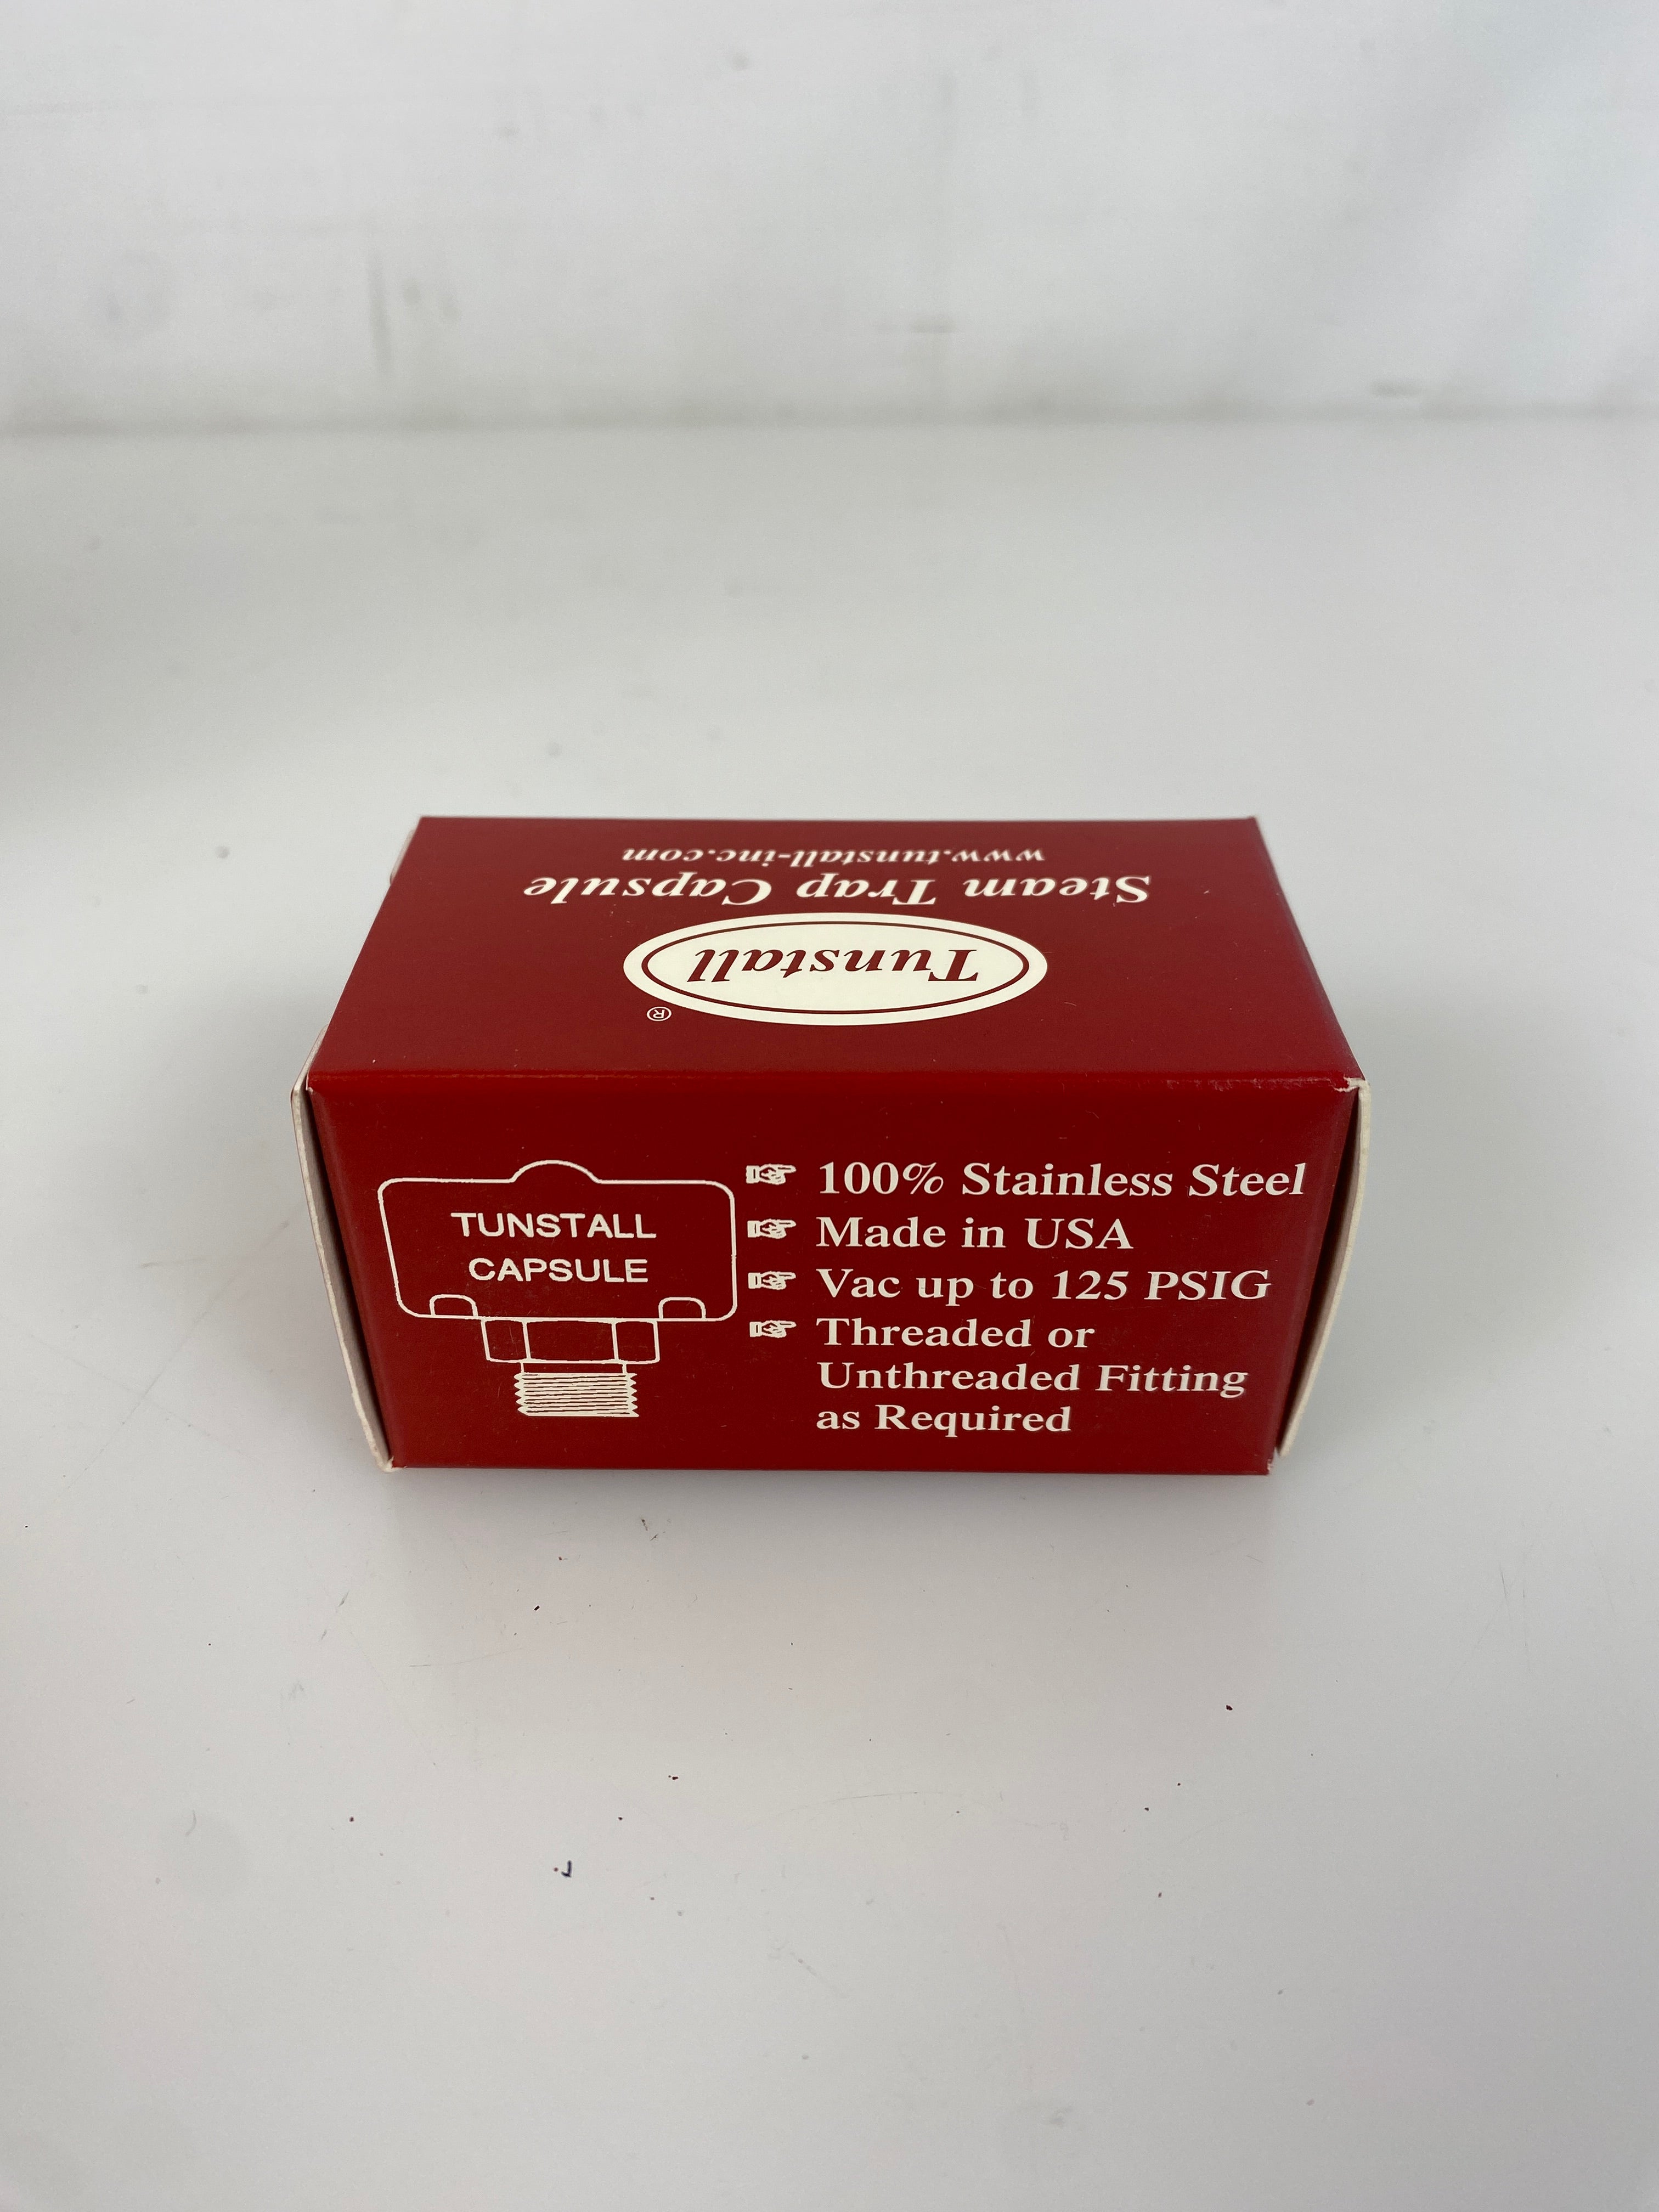 Tunstall®
Steam Trap Capsule
www.tunstall-inc.com
TUNSTALL
CAPSULE
100% Stainless Steel
Made in USA
Vac up to 125 PSIG
Threaded or
Unthreaded Fitting
as Required